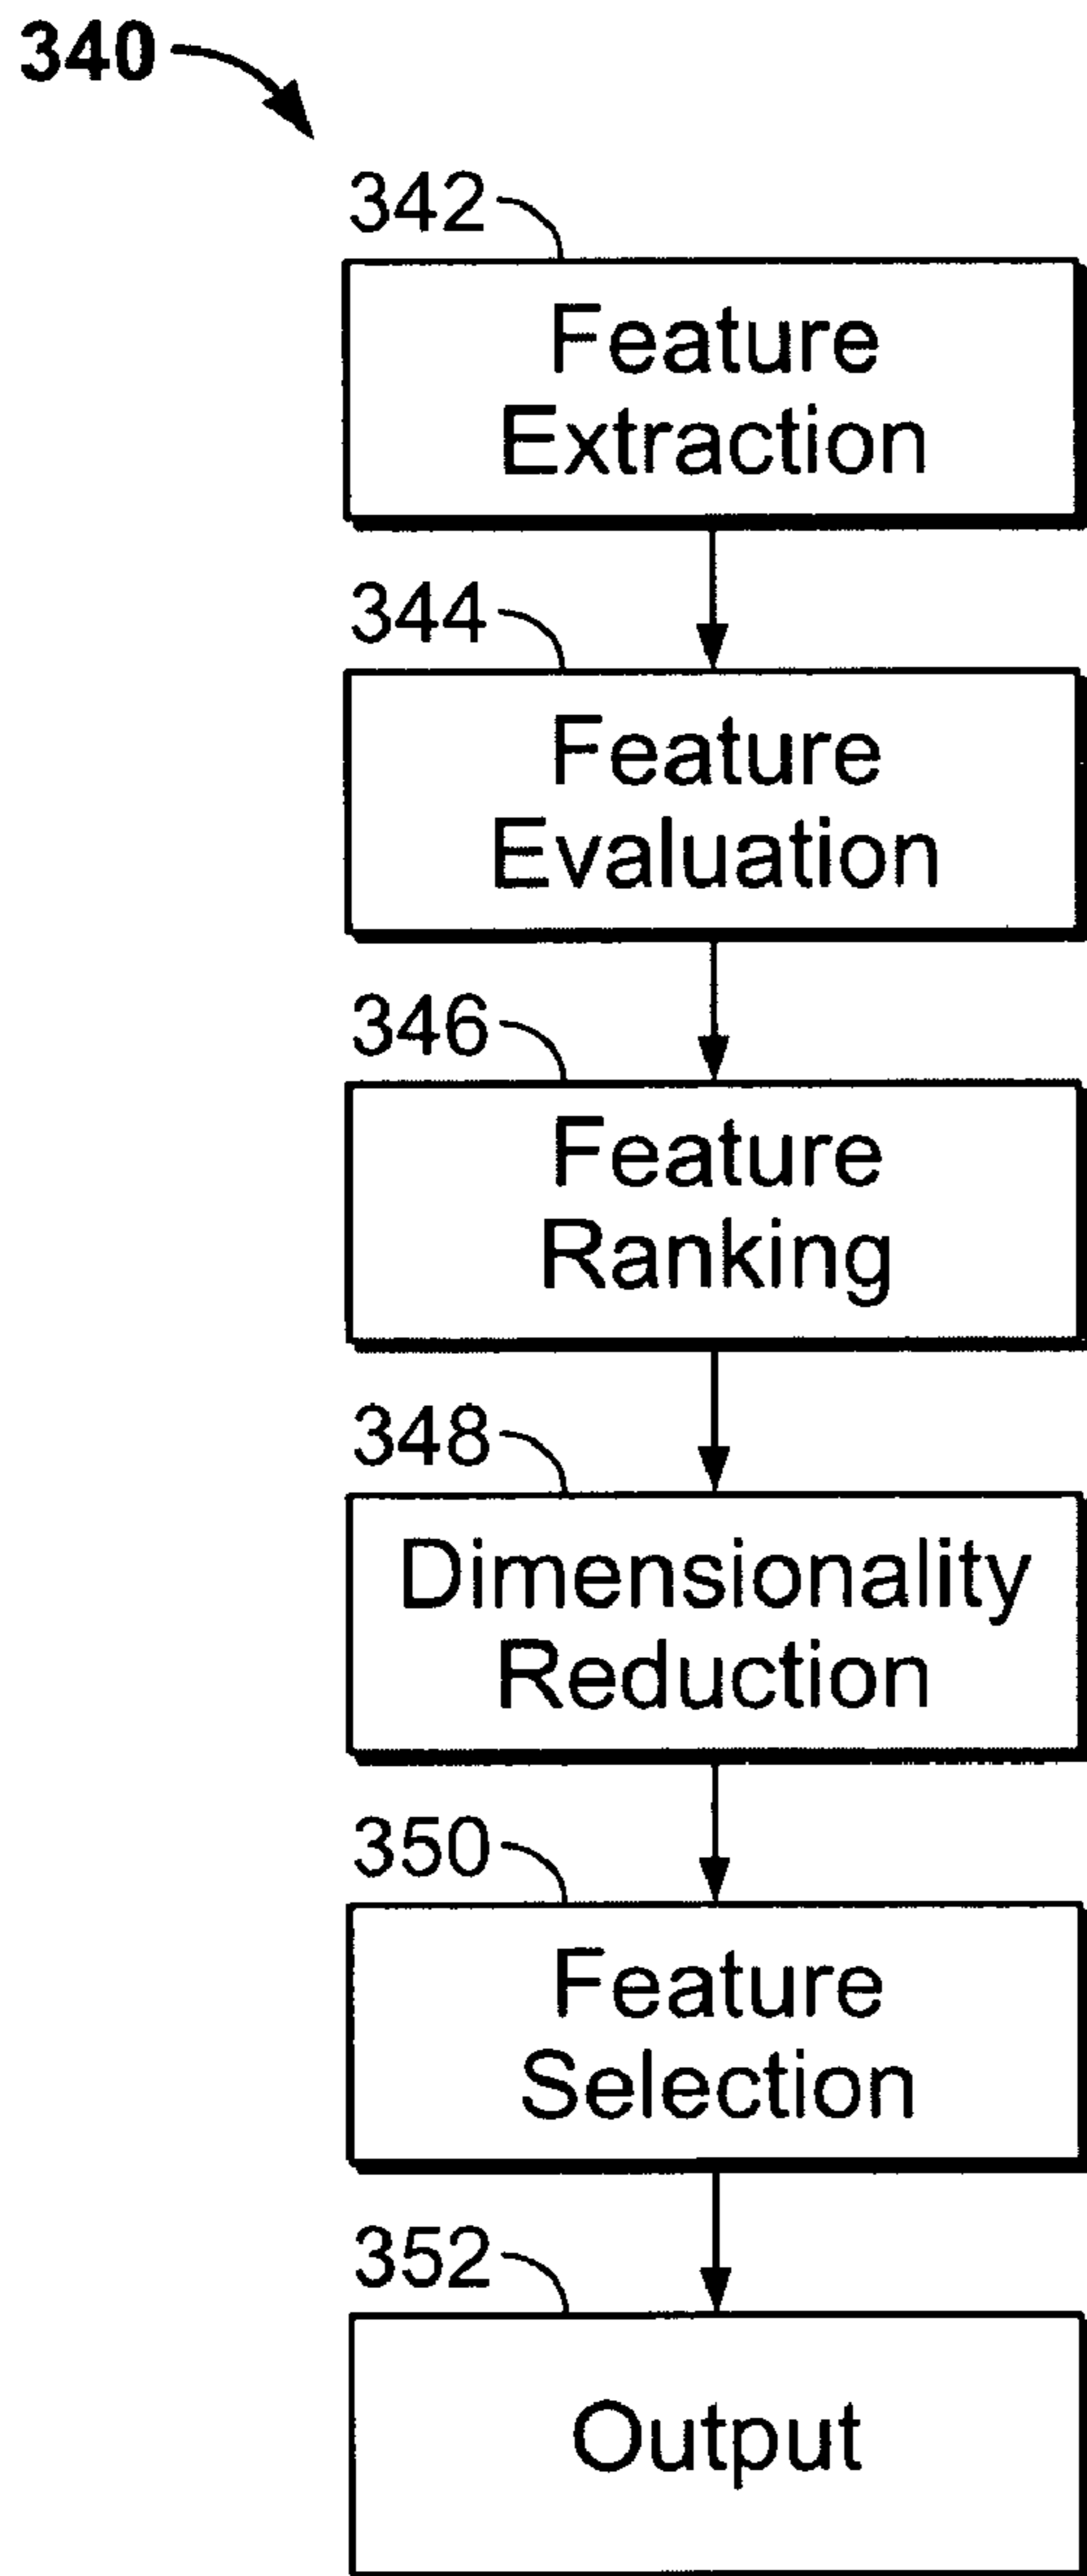 340
342
Feature
Extraction
344
Feature
Evaluation
346
Feature
Ranking
348
Dimensionality
Reduction
350
Feature
Selection
352
Output